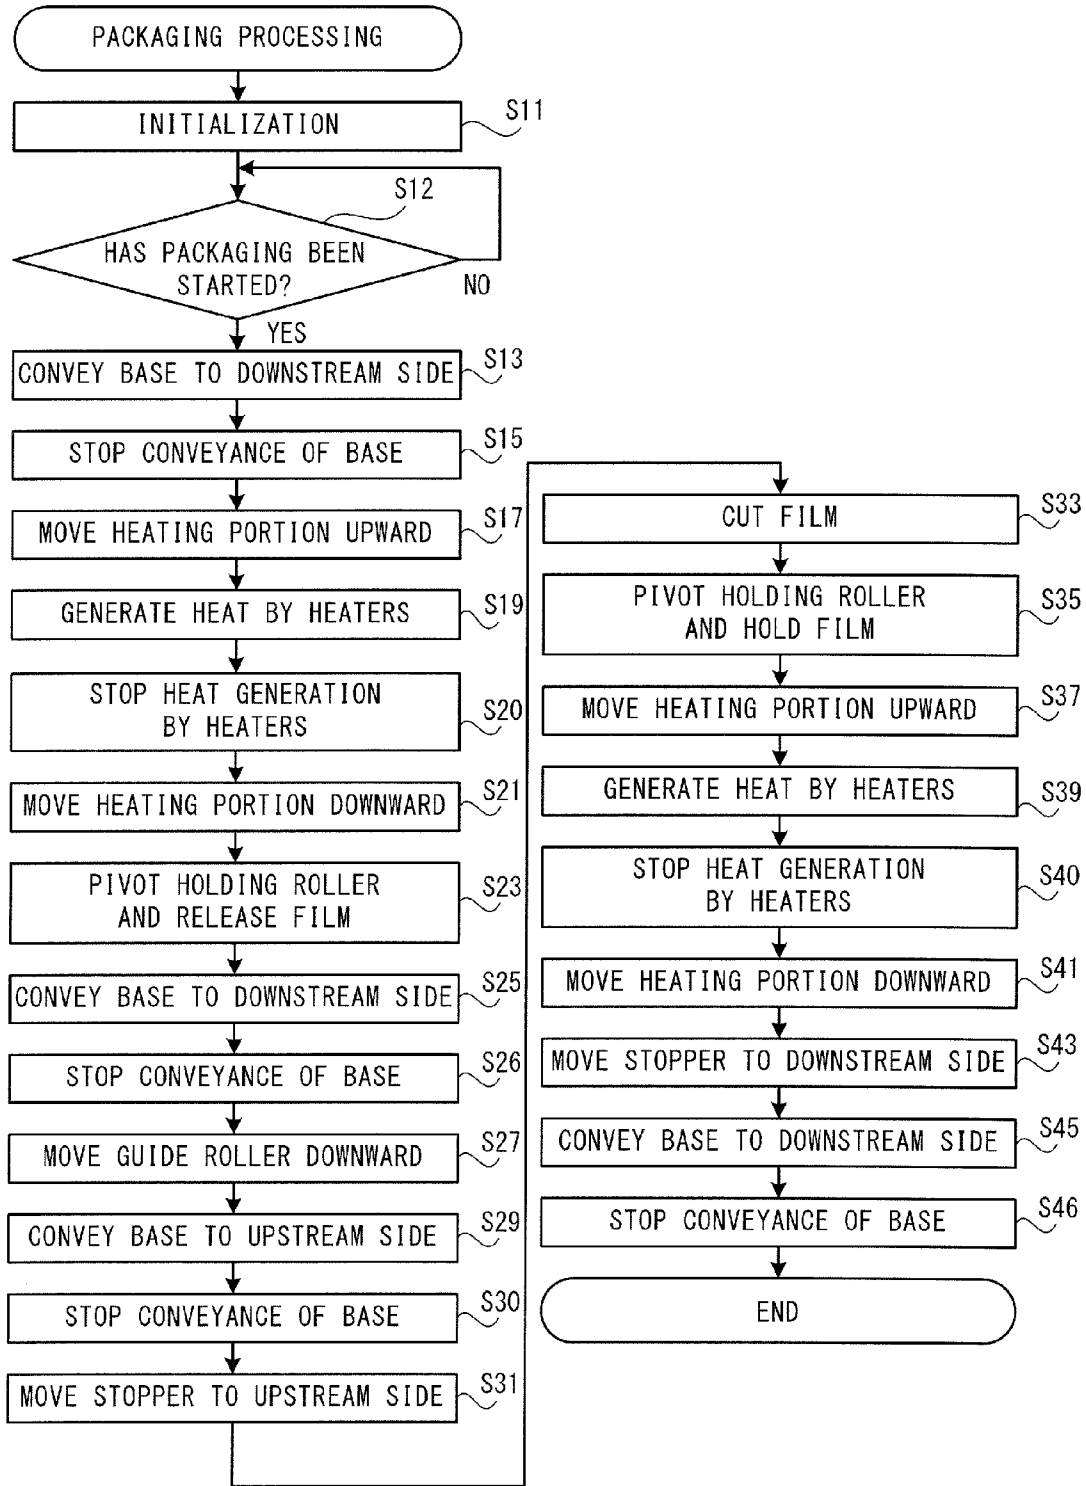 PACKAGING PROCESSING
INITIALIZATION
S11
S12
HAS PACKAGING BEEN
STARTED?
NO
YES
CONVEY BASE TO DOWNSTREAM SIDE
S13
STOP CONVEYANCE OF BASE
S15
MOVE HEATING PORTION UPWARD
S17
GENERATE HEAT BY HEATERS
S19
STOP HEAT GENERATION
BY HEATERS
S20
MOVE HEATING PORTION DOWNWARD
S21
PIVOT HOLDING ROLLER
AND RELEASE FILM
S23
CONVEY BASE TO DOWNSTREAM SIDE
S25
STOP CONVEYANCE OF BASE
S26
MOVE GUIDE ROLLER DOWNWARD
S27
CONVEY BASE TO UPSTREAM SIDE
S29
STOP CONVEYANCE OF BASE
S30
MOVE STOPPER TO UPSTREAM SIDE
S31
CUT FILM
S33
PIVOT HOLDING ROLLER
AND HOLD FILM
S35
MOVE HEATING PORTION UPWARD
S37
GENERATE HEAT BY HEATERS
S39
STOP HEAT GENERATION
BY HEATERS
S40
MOVE HEATING PORTION DOWNWARD
S41
MOVE STOPPER TO DOWNSTREAM SIDE
S43
CONVEY BASE TO DOWNSTREAM SIDE
S45
STOP CONVEYANCE OF BASE
S46
END